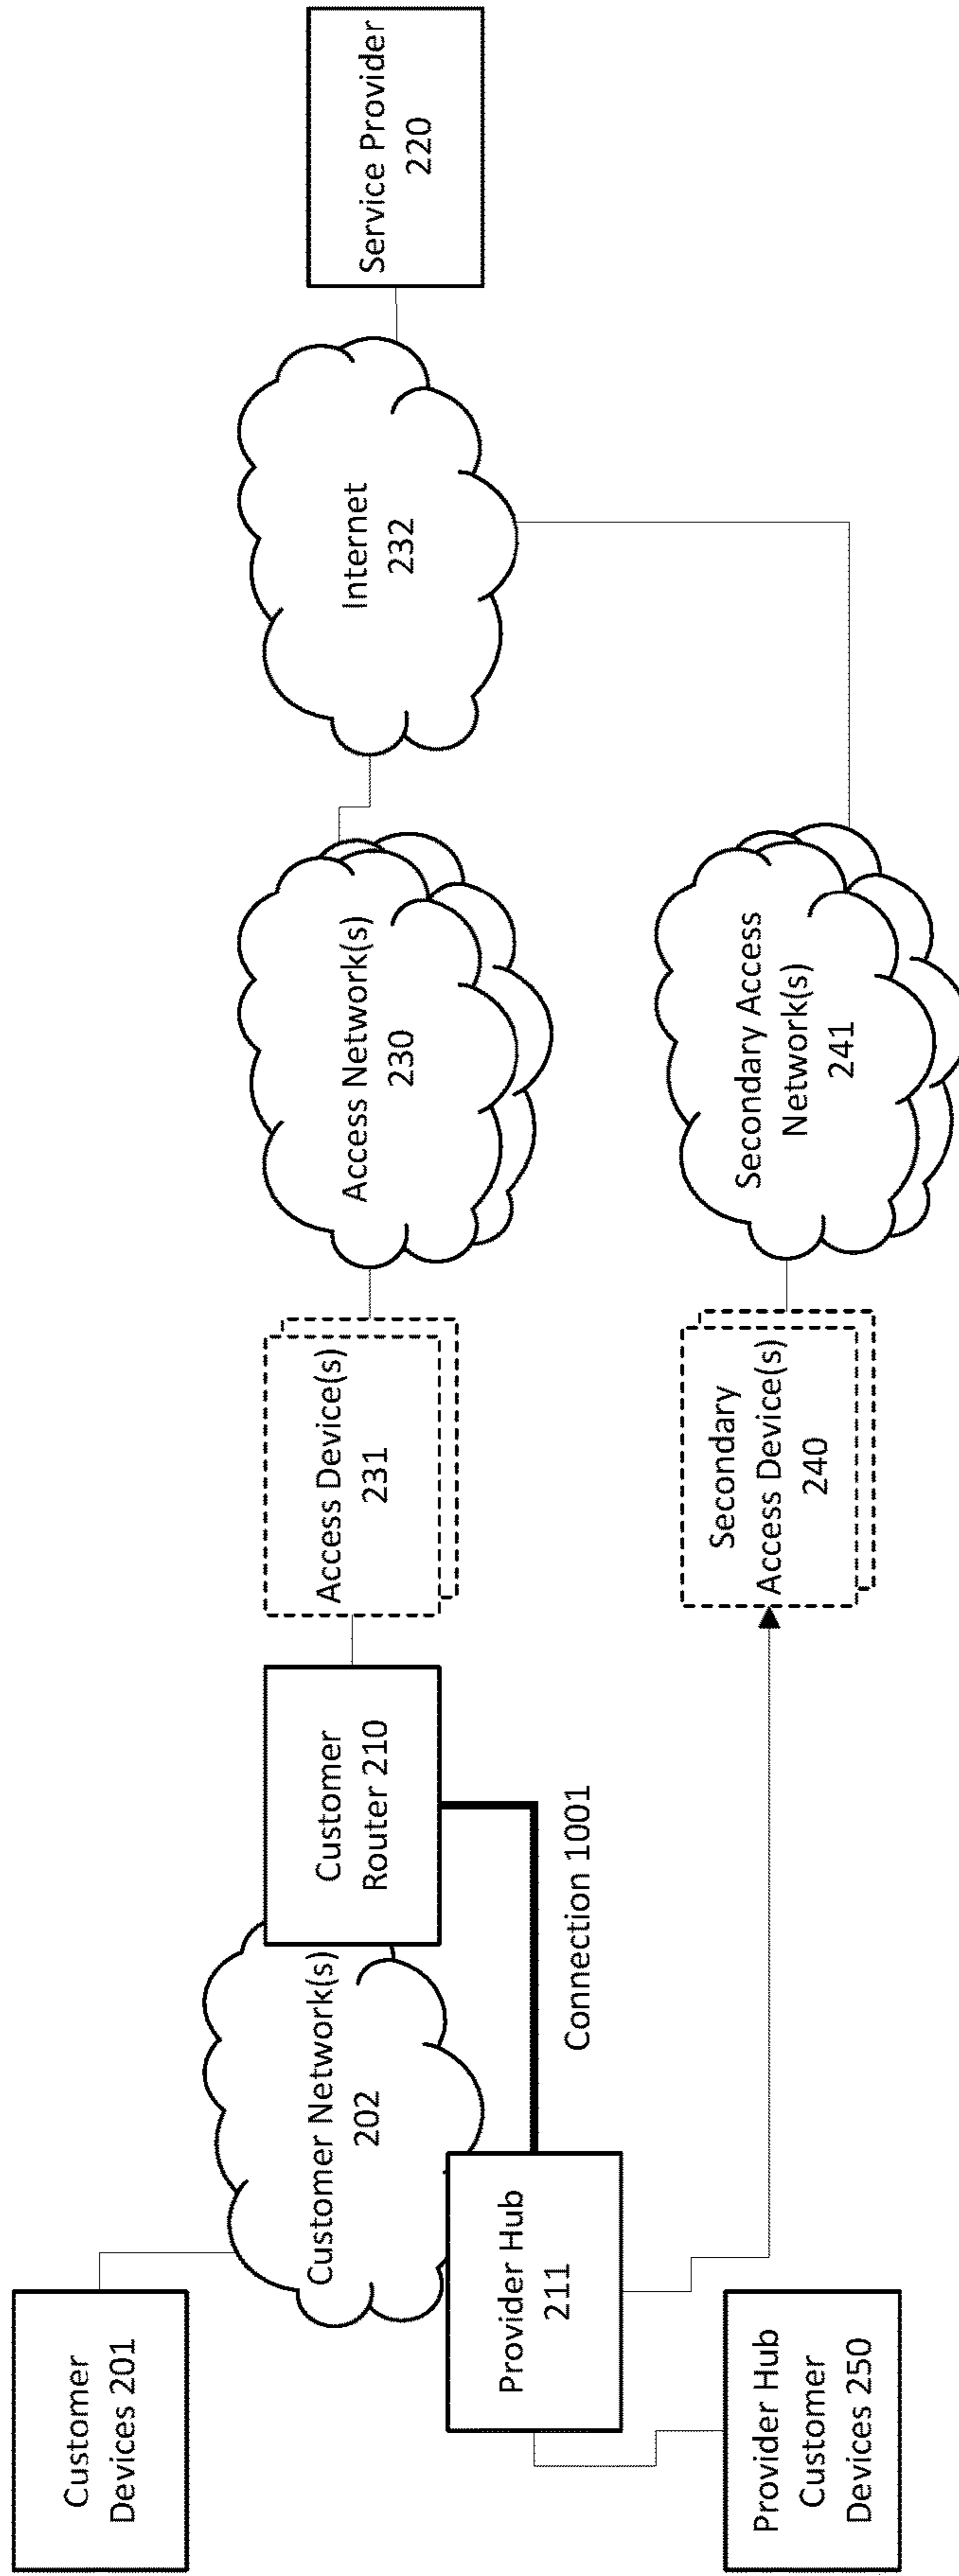 Customer
Devices 201
Customer Network(s)
202
Customer
Router 210
Access Device(s)
231
Access Network(s)
230
Internet
232
Service Provider
220
Provider Hub
211
Connection 1001
Provider Hub
Customer
Devices 250
Secondary
Access Device(s)
240
Secondary Access
Network(s)
241